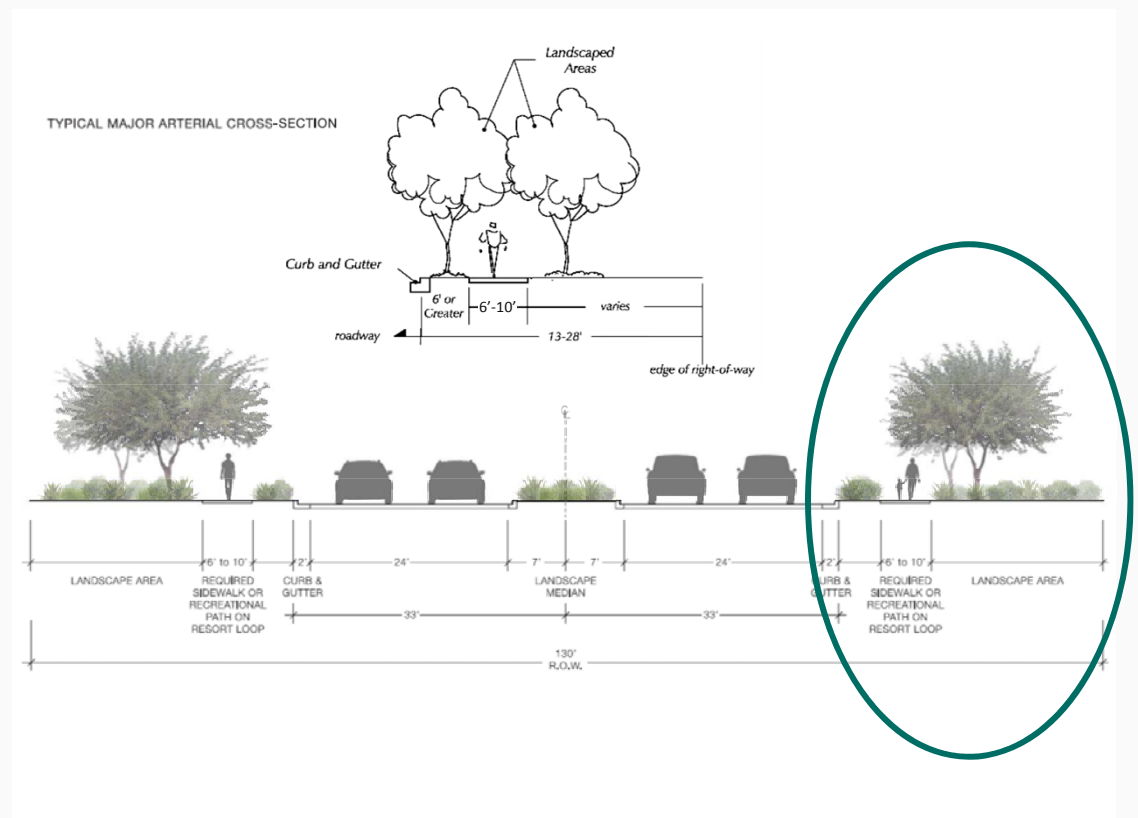 Landscaped
Areas
TYPICAL MAJOR ARTERIAL CROSS-SECTION
Curb and Gutter
6' or
Greater
6'-10'
varies
roadway
13-28'
edge of right-of-way
℄
6' to 10' 2' 24' 7' 7' 24' 2' 6' to 10'
LANDSCAPE AREA
REQUIRED
SIDEWALK OR
RECREATIONAL
PATH ON
RESORT LOOP
CURB &
GUTTER
LANDSCAPE
MEDIAN
CURB &
GUTTER
REQUIRED
SIDEWALK OR
RECREATIONAL
PATH ON
RESORT LOOP
LANDSCAPE AREA
33' 33'
130'
R.O.W.